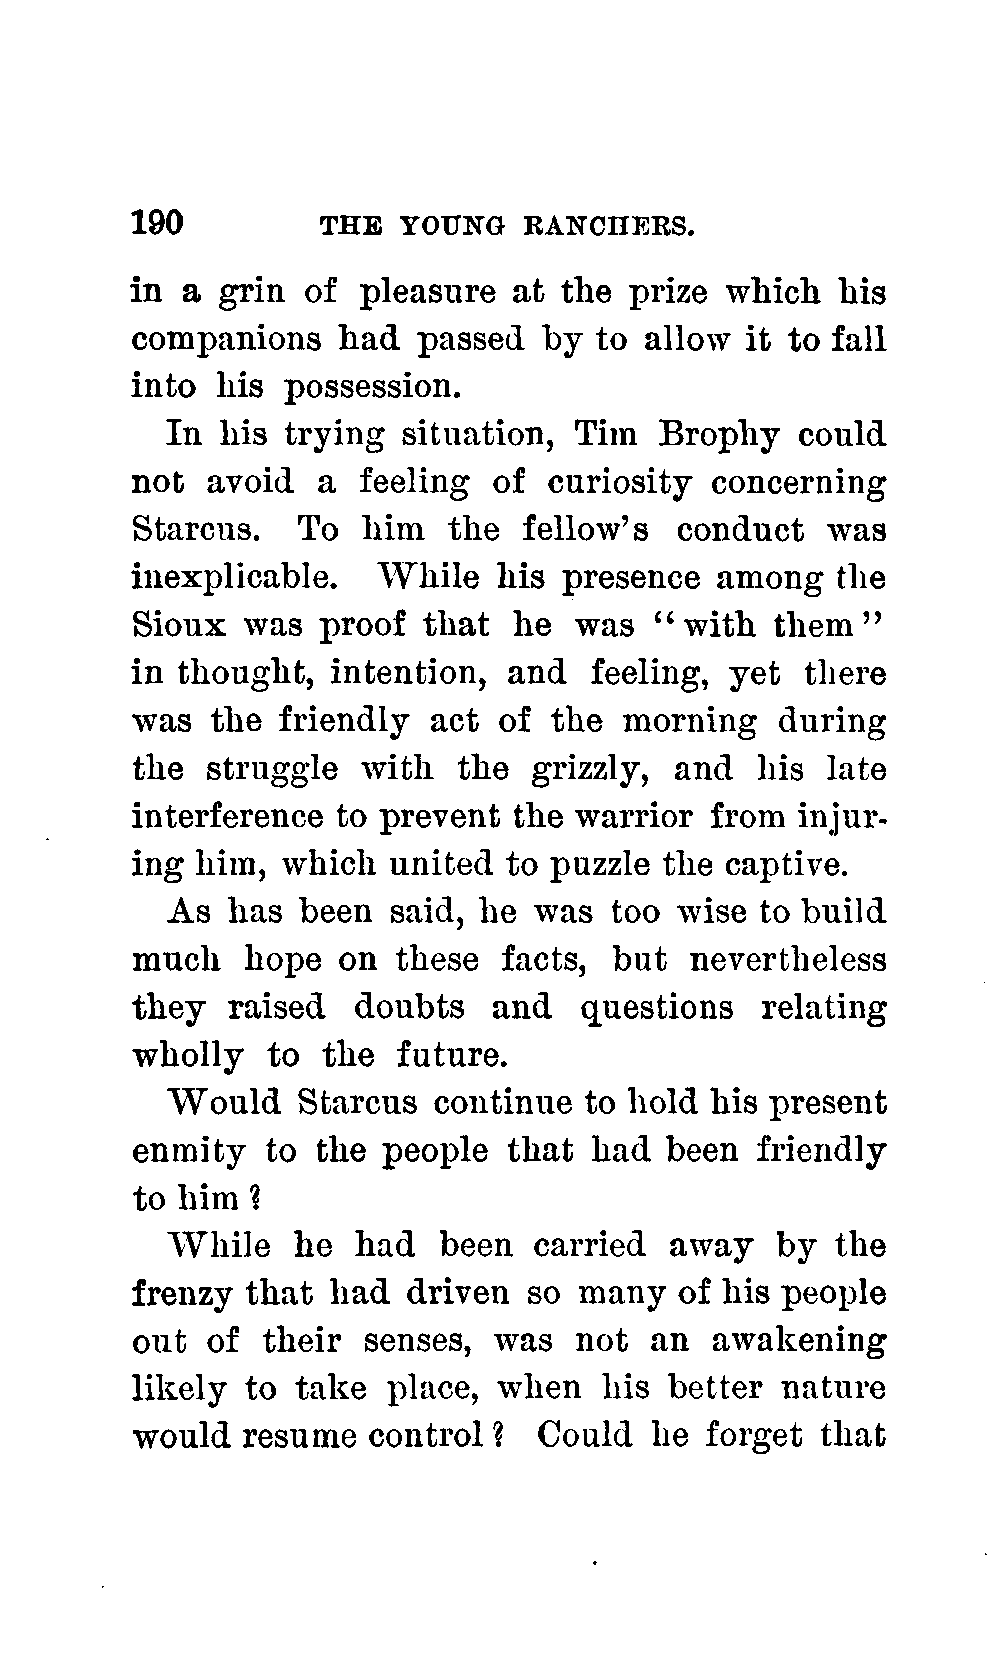 190 THE YOUNG RANCHERS.
in a grin of pleasure at the prize which his
companions had passed by to allow it to fall
into his possession.
In his trying situation, Tim Brophy could
not avoid a feeling of curiosity concerning
Starcus. To him the fellow's conduct was
inexplicable. While his presence among the
Sioux was proof that he was "with them"
in thought, intention, and feeling, yet there
was the friendly act of the morning during
the struggle with the grizzly, and his late
interference to prevent the warrior from injur-
ing him, which united to puzzle the captive.
As has been said, he was too wise to build
much hope on these facts, but nevertheless
they raised doubts and questions relating
wholly to the future.
Would Starcus continue to hold his present
enmity to the people that had been friendly
to him?
While he had been carried away by the
frenzy that had driven so many of his people
out of their senses, was not an awakening
likely to take place, when his better nature
would resume control? Could he forget that